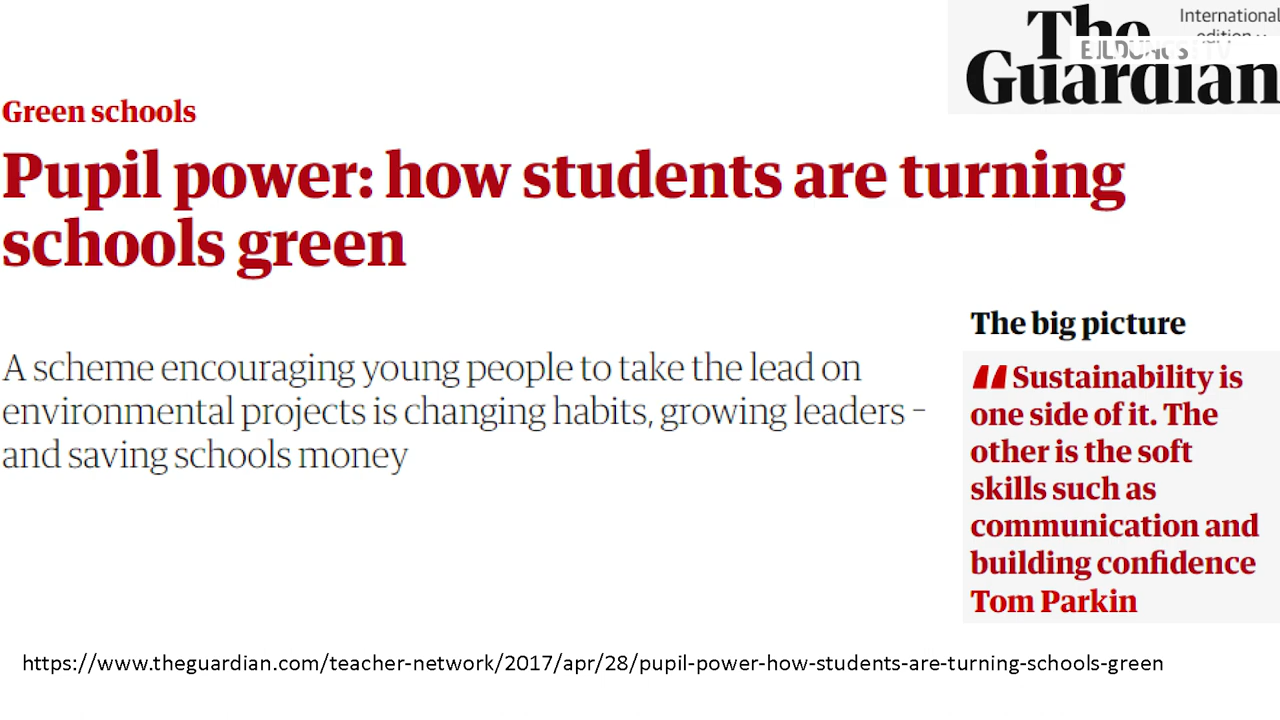 The
International
edition
Guardian
BILDUNGS TV
Green schools
Pupil power: how students are turning
schools green
A scheme encouraging young people to take the lead on
environmental projects is changing habits, growing leaders –
and saving schools money
The big picture
Sustainability is
one side of it. The
other is the soft
skills such as
communication and
building confidence
Tom Parkin
https://www.theguardian.com/teacher-network/2017/apr/28/pupil-power-how-students-are-turning-schools-green